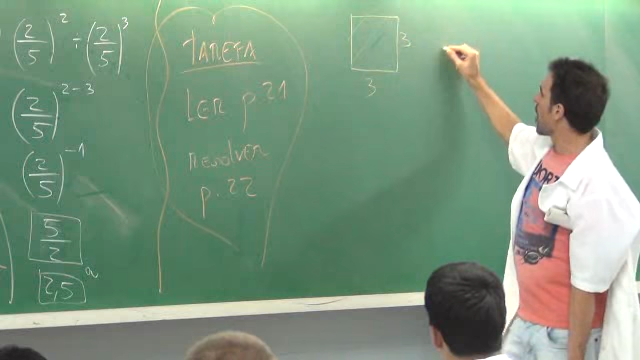 (2/5)² ÷ (2/5)³
(2/5)²⁻³
(2/5)⁻¹
5/2
2,5
TAREFA
LER p.21
resolver
p.22
3
3